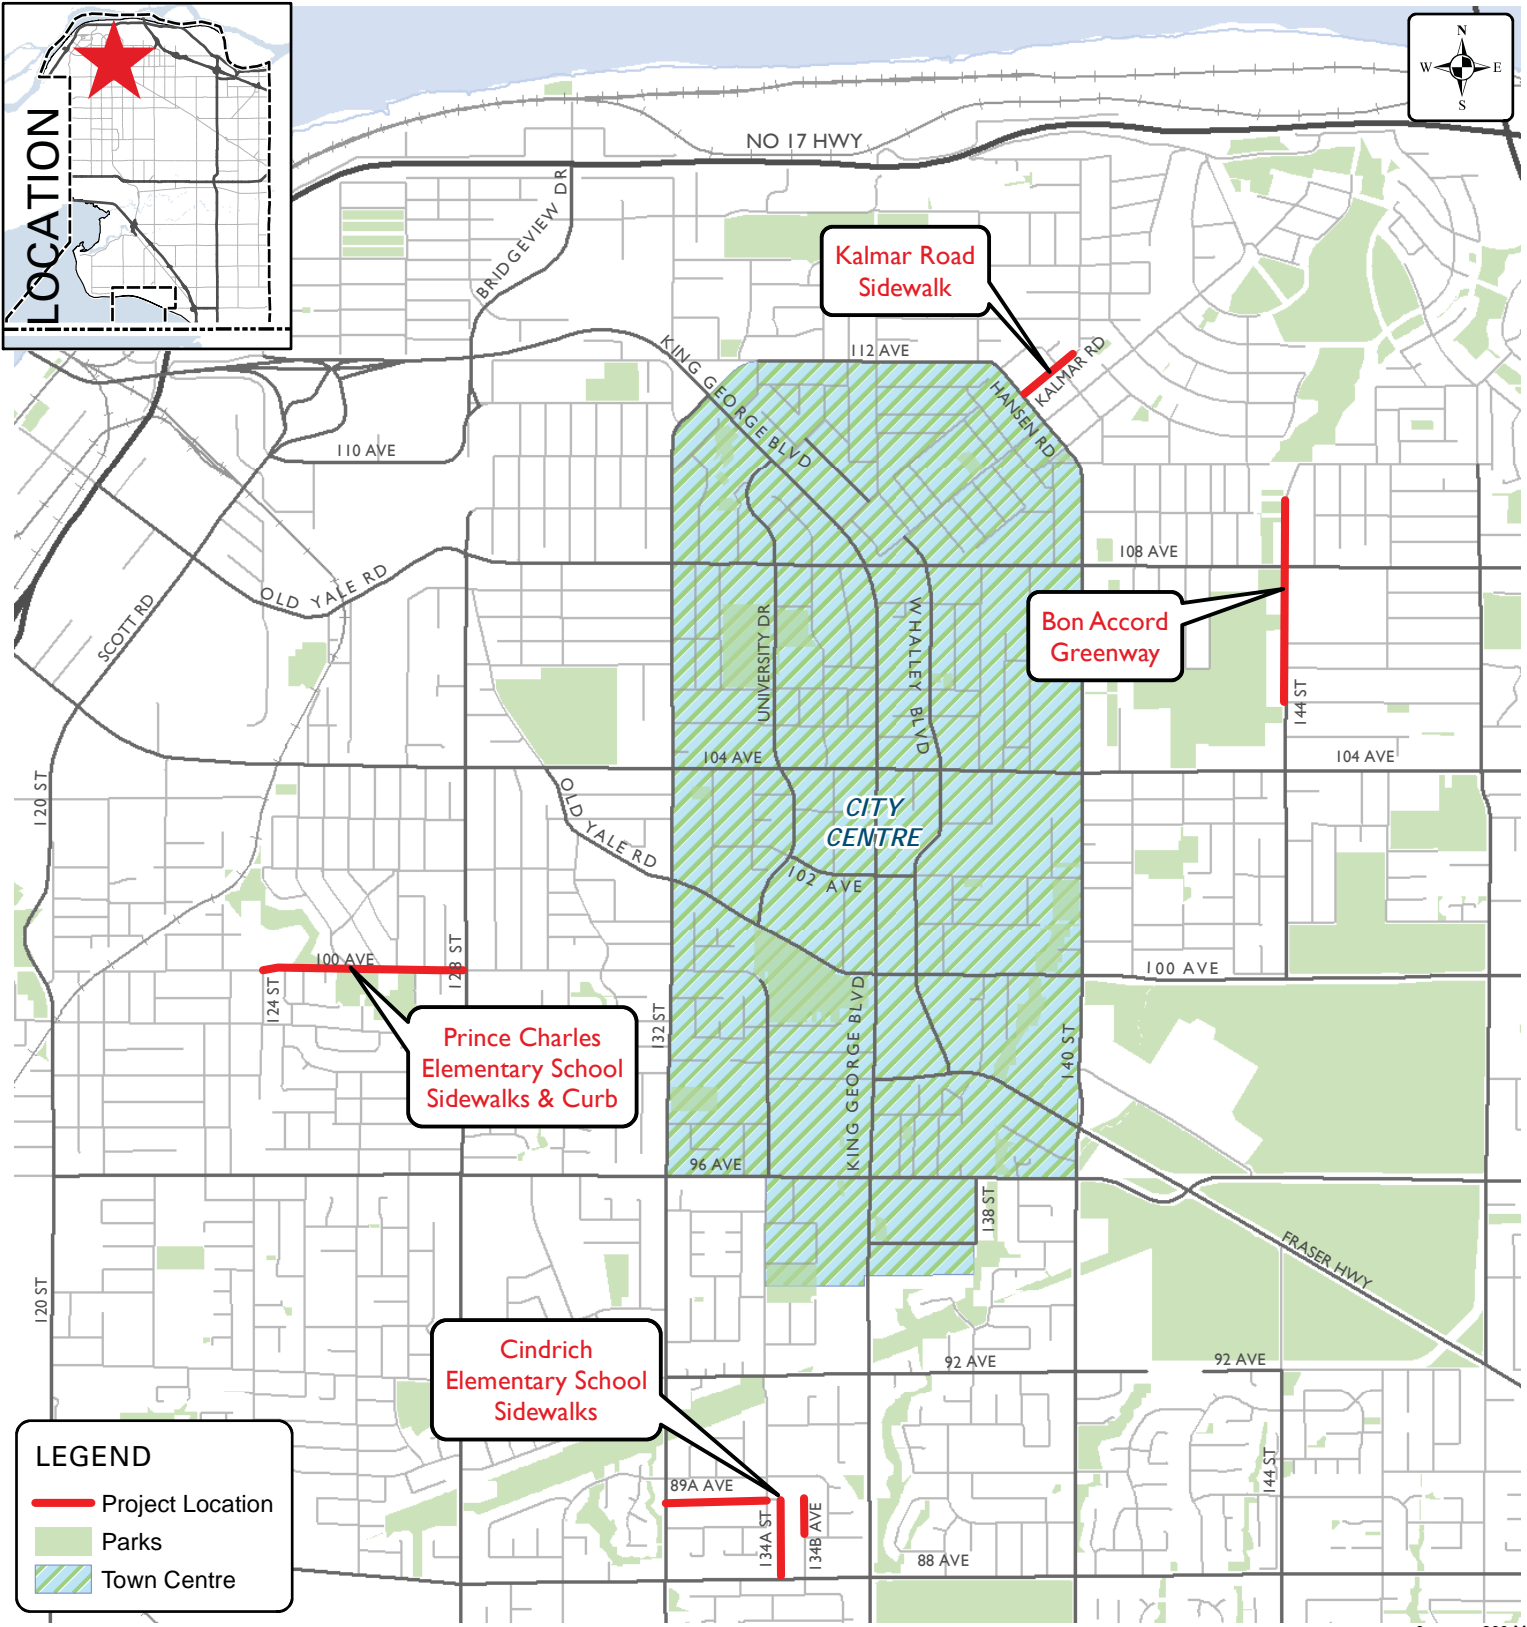 LOCATION
N
W
E
S
NO 17 HWY
BRIDGEVIEW DR
Kalmar Road
Sidewalk
KING GEORGE BLVD
112 AVE
HANSEN RD
KALMAR RD
110 AVE
108 AVE
OLD YALE RD
SCOTT RD
UNIVERSITY DR
WHALLEY BLVD
Bon Accord
Greenway
144 ST
104 AVE
104 AVE
120 ST
OLD YALE RD
CITY
CENTRE
102 AVE
100 AVE
128 ST
124 ST
100 AVE
132 ST
KING GEORGE BLVD
140 ST
Prince Charles
Elementary School
Sidewalks & Curb
96 AVE
138 ST
FRASER HWY
120 ST
Cindrich
Elementary School
Sidewalks
92 AVE
92 AVE
89A AVE
134A ST
134B AVE
144 ST
88 AVE
LEGEND
Project Location
Parks
Town Centre